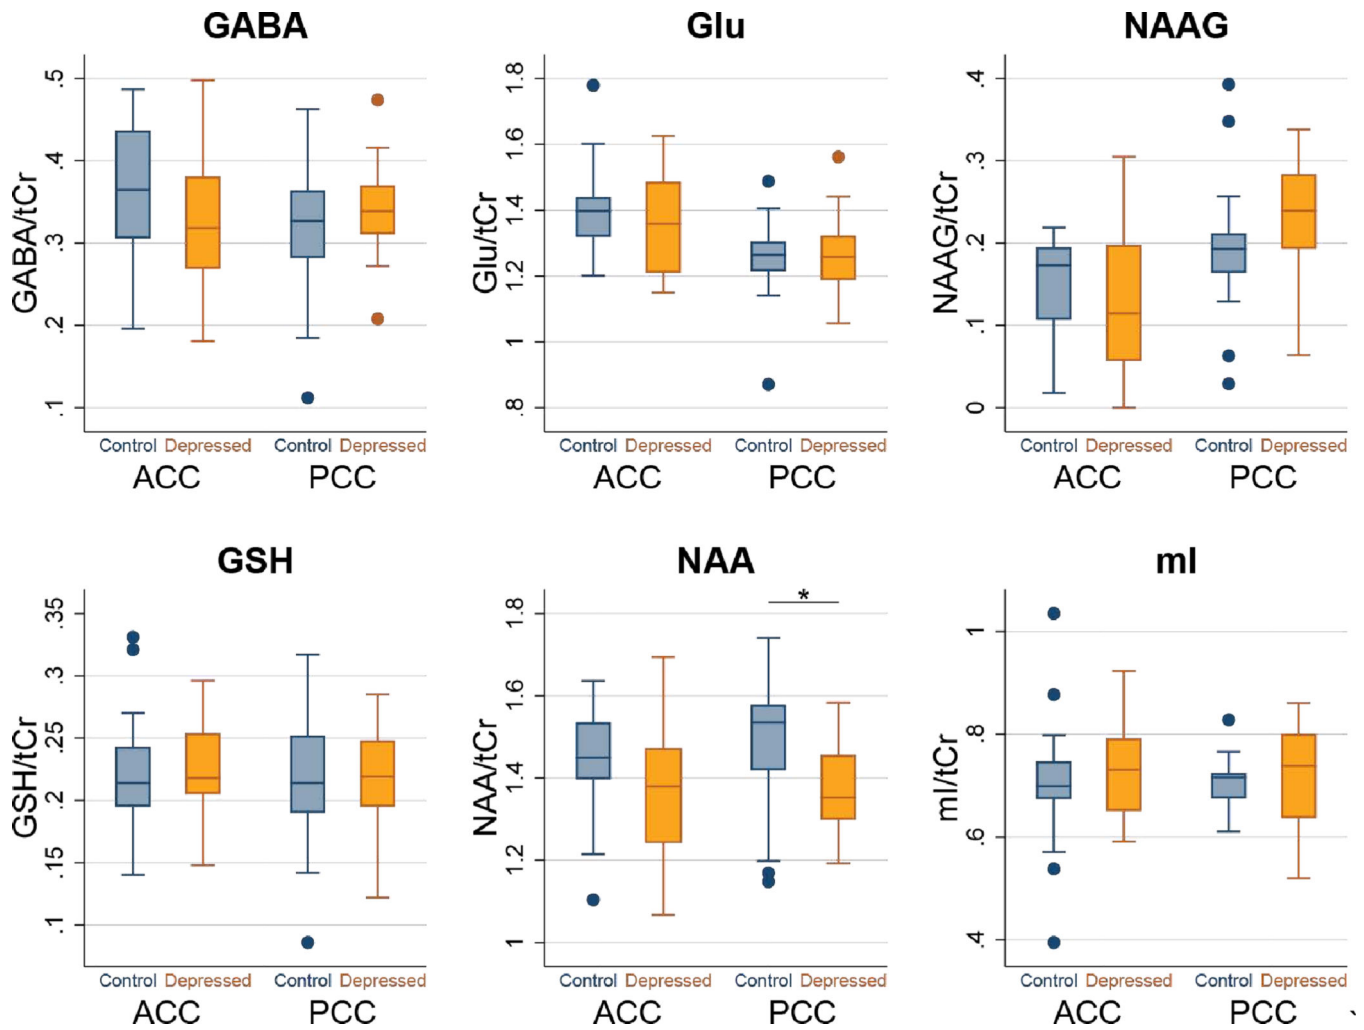 GABA
GABA/tCr
.5
.4
.3
.2
.1
Control Depressed Control Depressed
ACC PCC
Glu
Glu/tCr
1.8
1.6
1.4
1.2
1
.8
Control Depressed Control Depressed
ACC PCC
NAAG
NAAG/tCr
.4
.3
.2
.1
0
Control Depressed Control Depressed
ACC PCC
GSH
GSH/tCr
.35
.3
.25
.2
.15
.1
Control Depressed Control Depressed
ACC PCC
NAA
NAA/tCr
1.8
1.6
1.4
1.2
1
*
Control Depressed Control Depressed
ACC PCC
mI
mI/tCr
1
.8
.6
.4
Control Depressed Control Depressed
ACC PCC
`